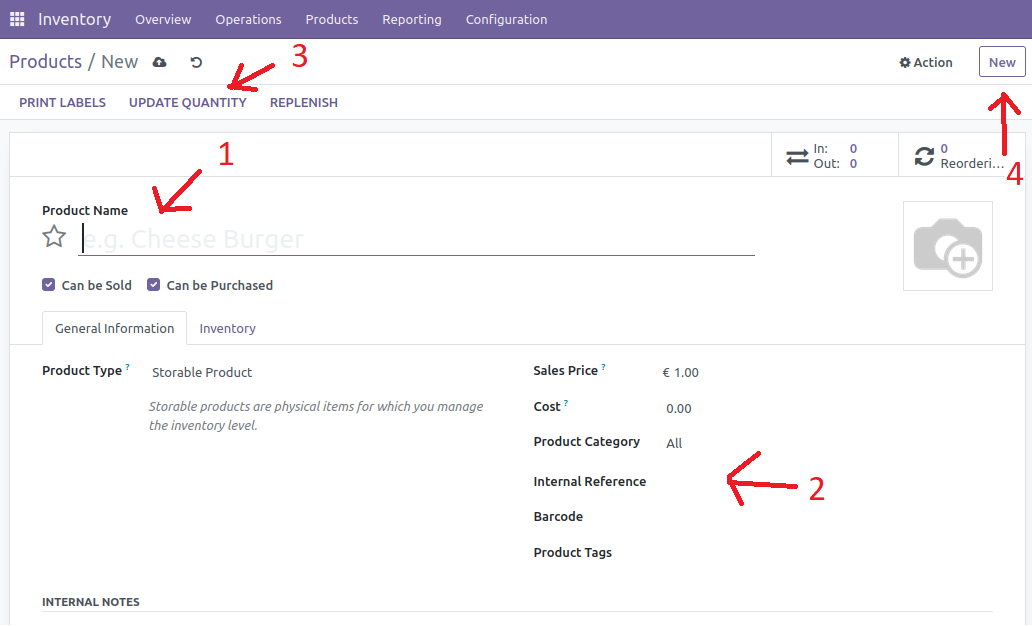 Inventory Overview Operations Products Reporting Configuration
Products / New
3
Action New
PRINT LABELS UPDATE QUANTITY REPLENISH
In: 0
Out: 0
0
Reorderi...
4
1
Product Name
e.g. Cheese Burger
Can be Sold Can be Purchased
General Information Inventory
Product Type ? Storable Product
Storable products are physical items for which you manage
the inventory level.
Sales Price ? € 1.00
Cost ? 0.00
Product Category All
Internal Reference
2
Barcode
Product Tags
INTERNAL NOTES